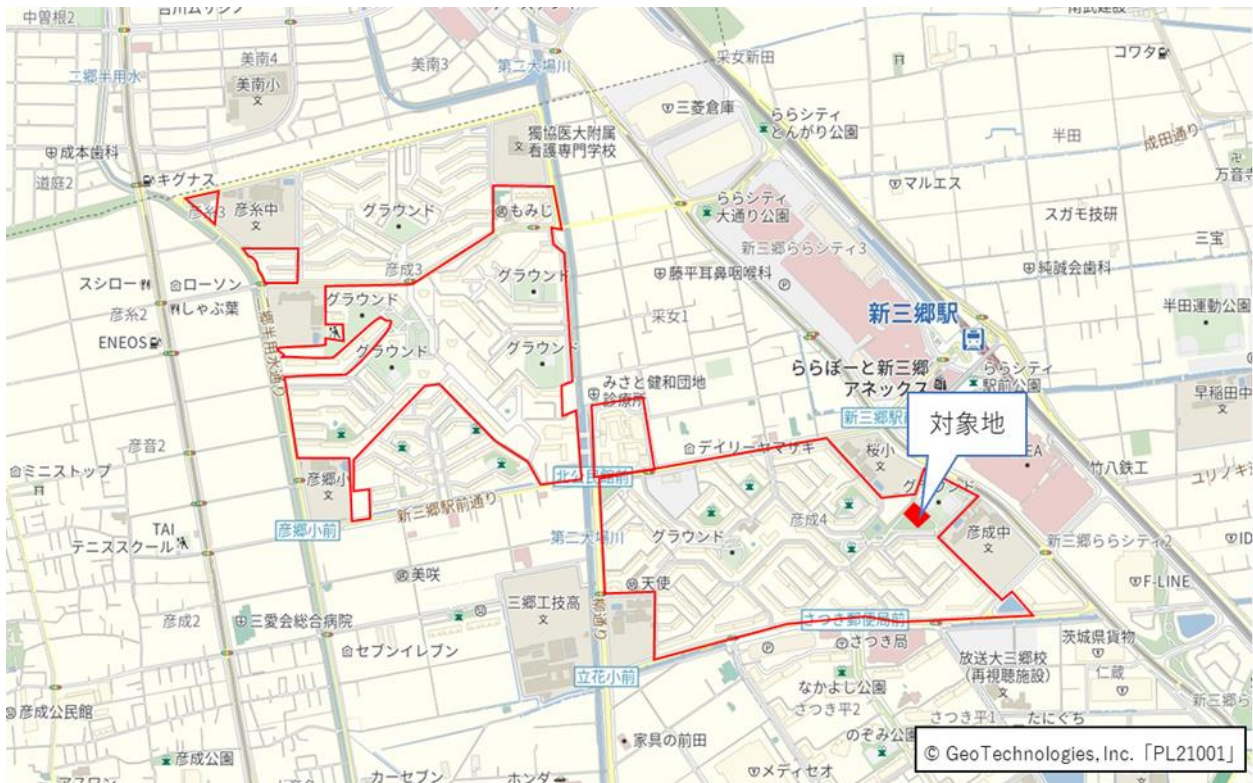 中曽根2
吉川ムサシノ
美南4
美南3
第二大場川
采女新田
コワタ
二郷半用水
美南小
文
三菱倉庫
ららシティ
とんがり公園
半田
成田通り
獨協医大附属
看護専門学校
文
成本歯科
道庭2
キグナス
マルエス
万音寺
彦糸3
彦糸中
文
グラウンド
もみじ
ららシティ
大通り公園
スガモ技研
新三郷ららシティ3
三宝
彦成3
グラウンド
藤平耳鼻咽喉科
純誠会歯科
スシロー
ローソン
しゃぶ葉
彦糸2
ENEOS
グラウンド
采女1
新三郷駅
半田運動公園
二郷半用水通り
グラウンド
グラウンド
みさと健和団地
診療所
ららぽーと新三郷
アネックス
ららシティ
駅前公園
早稲田中
文
対象地
彦音2
ミニストップ
デイリーヤマザキ
桜小
文
竹八鉄工
北公民館前
彦郷小
文
新三郷駅前通り
グラウンド
彦成4
グラウンド
彦成中
文
彦郷小前
TAI
テニススクール
第二大場川
新三郷ららシティ2
美咲
天使
F-LINE
彦成2
三郷工技高
文
三愛会総合病院
さつき郵便局前
セブンイレブン
さつき局
茨城県貨物
立花小前
放送大三郷校
(再視聴施設)
仁蔵
なかよし公園
さつき平2
さつき平1
たにぐち
彦成公民館
のぞみ公園
家具の前田
彦成公園
カーセブン
ホンダ
メディセオ
© GeoTechnologies, Inc.「PL21001」